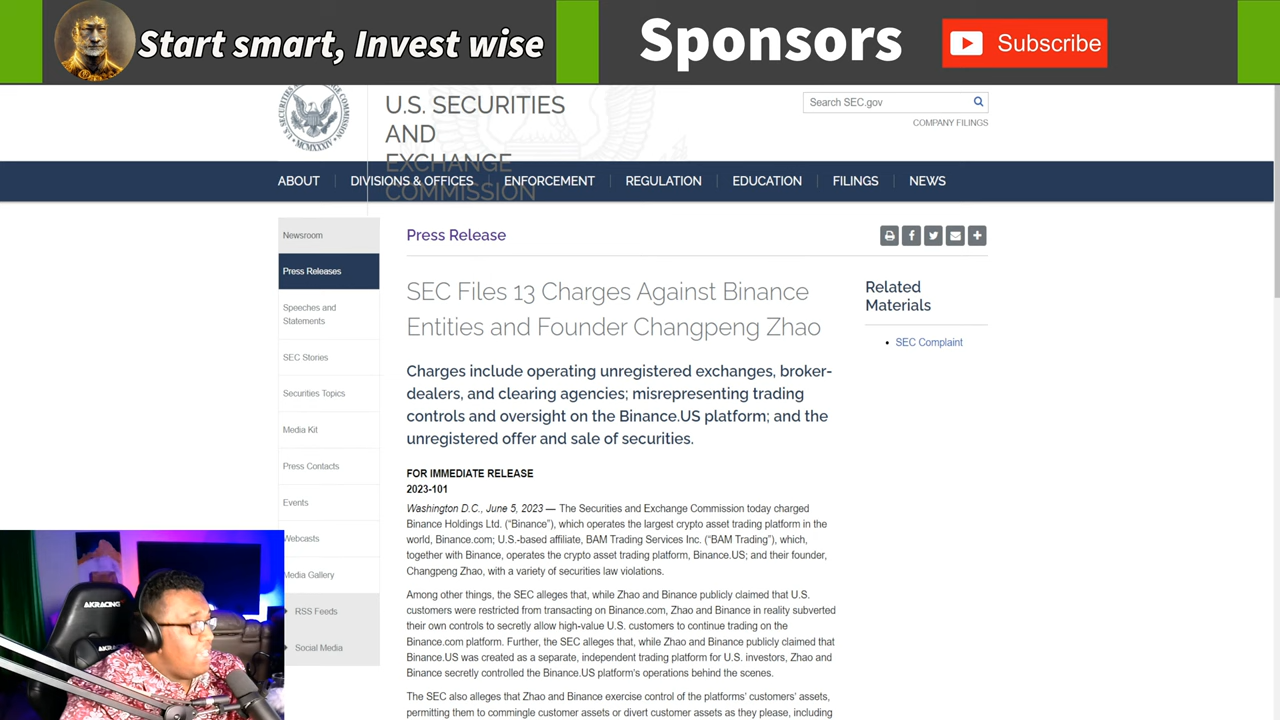 Start smart, Invest wise
Sponsors
Subscribe
U.S. SECURITIES
AND
EXCHANGE
COMMISSION
Search SEC.gov
COMPANY FILINGS
ABOUT DIVISIONS & OFFICES ENFORCEMENT REGULATION EDUCATION FILINGS NEWS
Newsroom
Press Releases
Speeches and
Statements
SEC Stories
Securities Topics
Media Kit
Press Contacts
Events
Webcasts
Media Gallery
RSS Feeds
Social Media
Press Release
SEC Files 13 Charges Against Binance
Entities and Founder Changpeng Zhao
Charges include operating unregistered exchanges, broker-
dealers, and clearing agencies; misrepresenting trading
controls and oversight on the Binance.US platform; and the
unregistered offer and sale of securities.
FOR IMMEDIATE RELEASE
2023-101
Washington D.C., June 5, 2023 — The Securities and Exchange Commission today charged
Binance Holdings Ltd. (“Binance”), which operates the largest crypto asset trading platform in the
world, Binance.com; U.S.-based affiliate, BAM Trading Services Inc. (“BAM Trading”), which,
together with Binance, operates the crypto asset trading platform, Binance.US; and their founder,
Changpeng Zhao, with a variety of securities law violations.
Among other things, the SEC alleges that, while Zhao and Binance publicly claimed that U.S.
customers were restricted from transacting on Binance.com, Zhao and Binance in reality subverted
their own controls to secretly allow high-value U.S. customers to continue trading on the
Binance.com platform. Further, the SEC alleges that, while Zhao and Binance publicly claimed that
Binance.US was created as a separate, independent trading platform for U.S. investors, Zhao and
Binance secretly controlled the Binance.US platform's operations behind the scenes.
The SEC also alleges that Zhao and Binance exercise control of the platforms' customers' assets,
permitting them to commingle customer assets or divert customer assets as they please, including
Related
Materials
• SEC Complaint
AKRACING